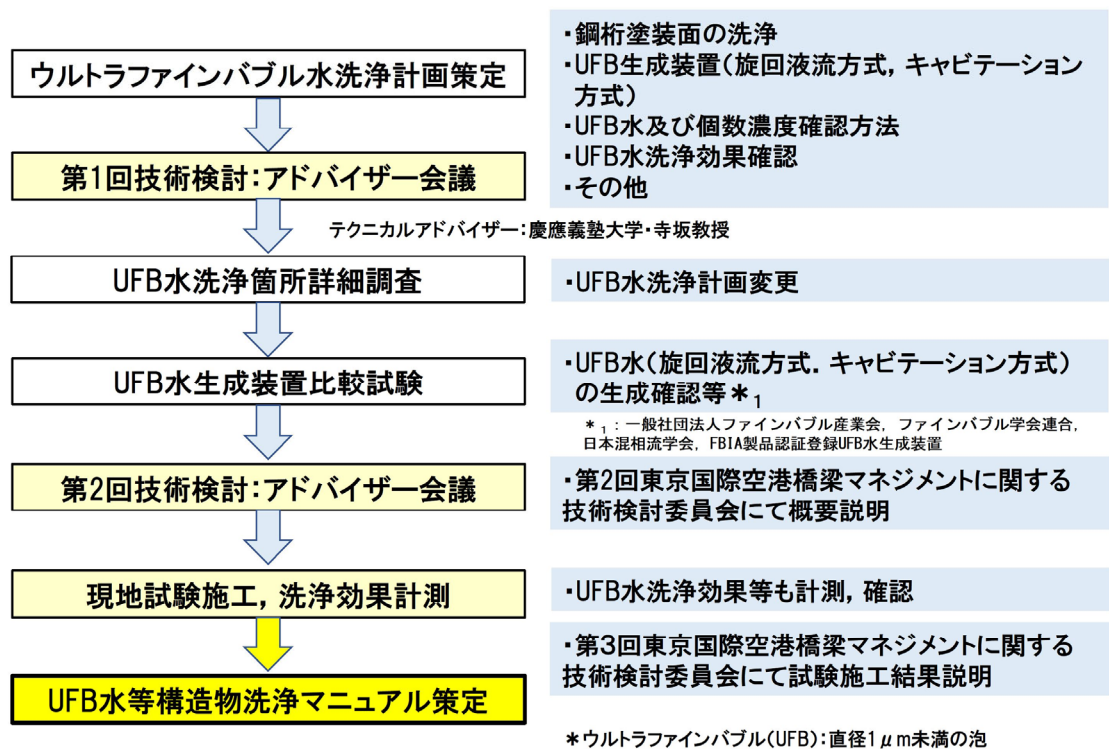 ウルトラファインバブル水洗浄計画策定
・鋼桁塗装面の洗浄
・UFB生成装置(旋回液流方式, キャビテーション
方式)
・UFB水及び個数濃度確認方法
・UFB水洗浄効果確認
・その他
第1回技術検討:アドバイザー会議
テクニカルアドバイザー:慶應義塾大学・寺坂教授
UFB水洗浄箇所詳細調査
・UFB水洗浄計画変更
UFB水生成装置比較試験
・UFB水(旋回液流方式. キャビテーション方式)
の生成確認等*1
*1:一般社団法人ファインバブル産業会, ファインバブル学会連合,
日本混相流学会, FBIA製品認証登録UFB水生成装置
第2回技術検討:アドバイザー会議
・第2回東京国際空港橋梁マネジメントに関する
技術検討委員会にて概要説明
現地試験施工, 洗浄効果計測
・UFB水洗浄効果等も計測, 確認
・第3回東京国際空港橋梁マネジメントに関する
技術検討委員会にて試験施工結果説明
UFB水等構造物洗浄マニュアル策定
*ウルトラファインバブル(UFB):直径1μm未満の泡